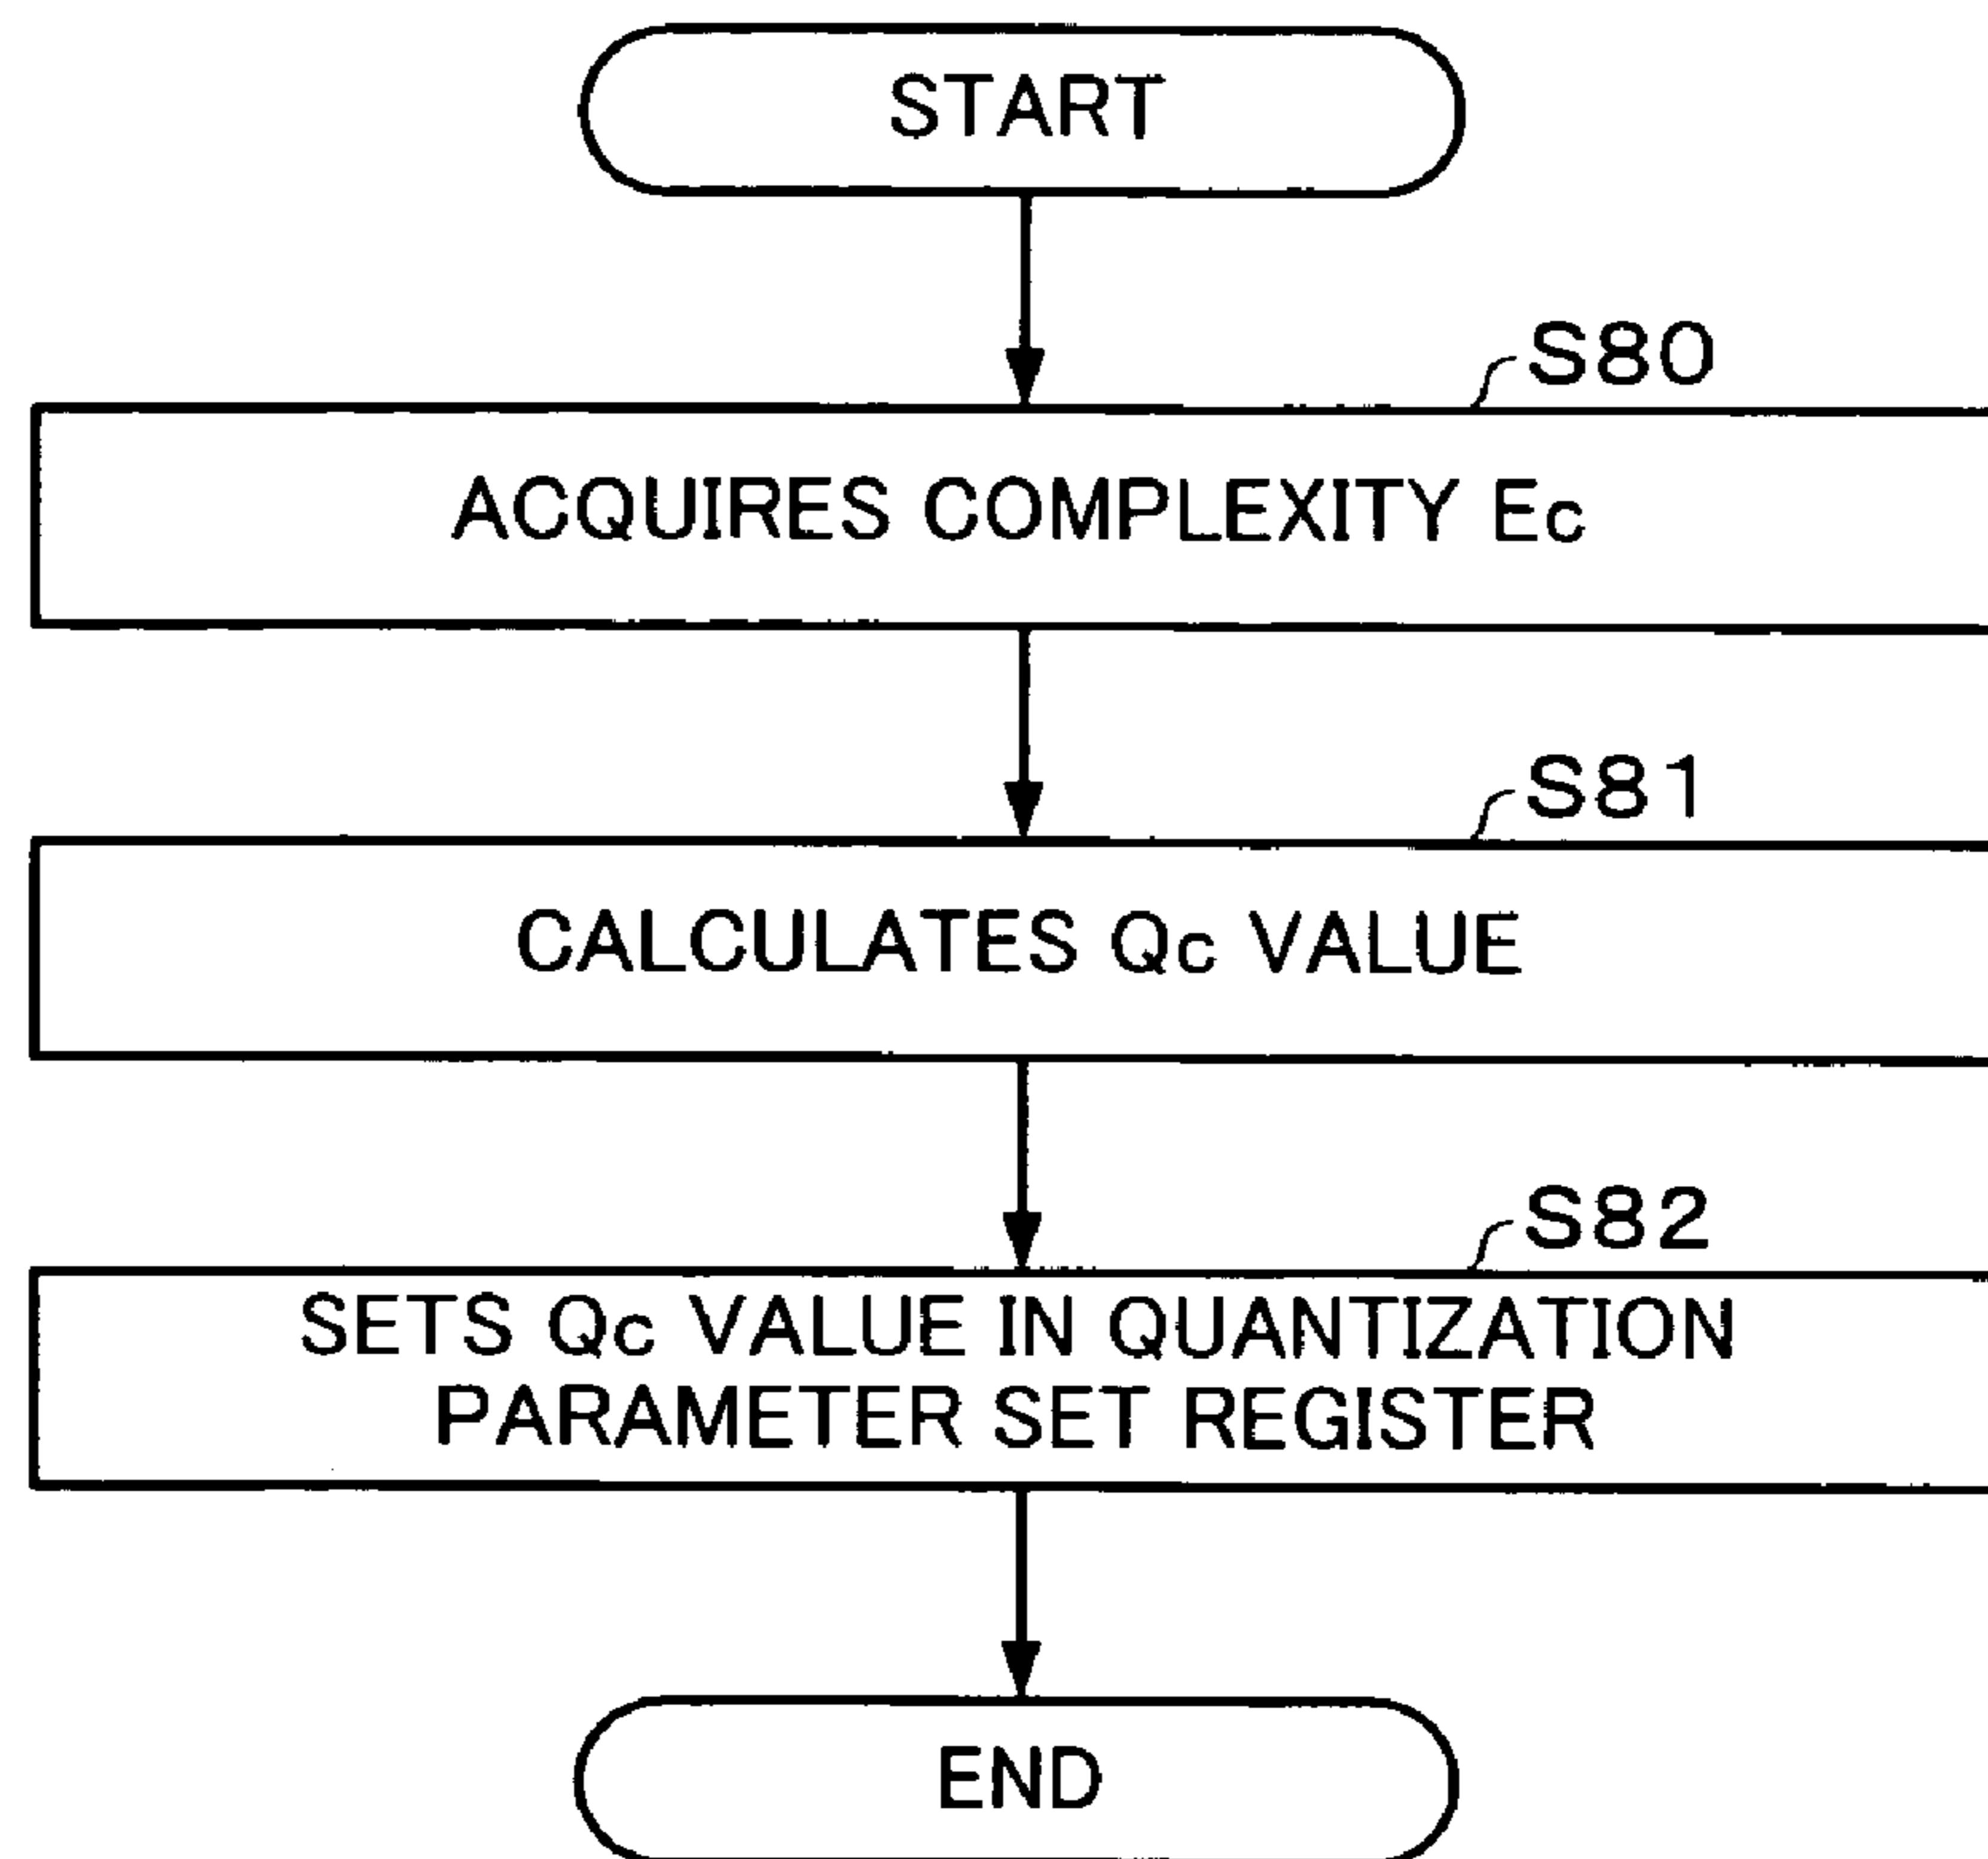 START
S80
ACQUIRES COMPLEXITY Ec
S81
CALCULATES Qc VALUE
S82
SETS Qc VALUE IN QUANTIZATION
PARAMETER SET REGISTER
END